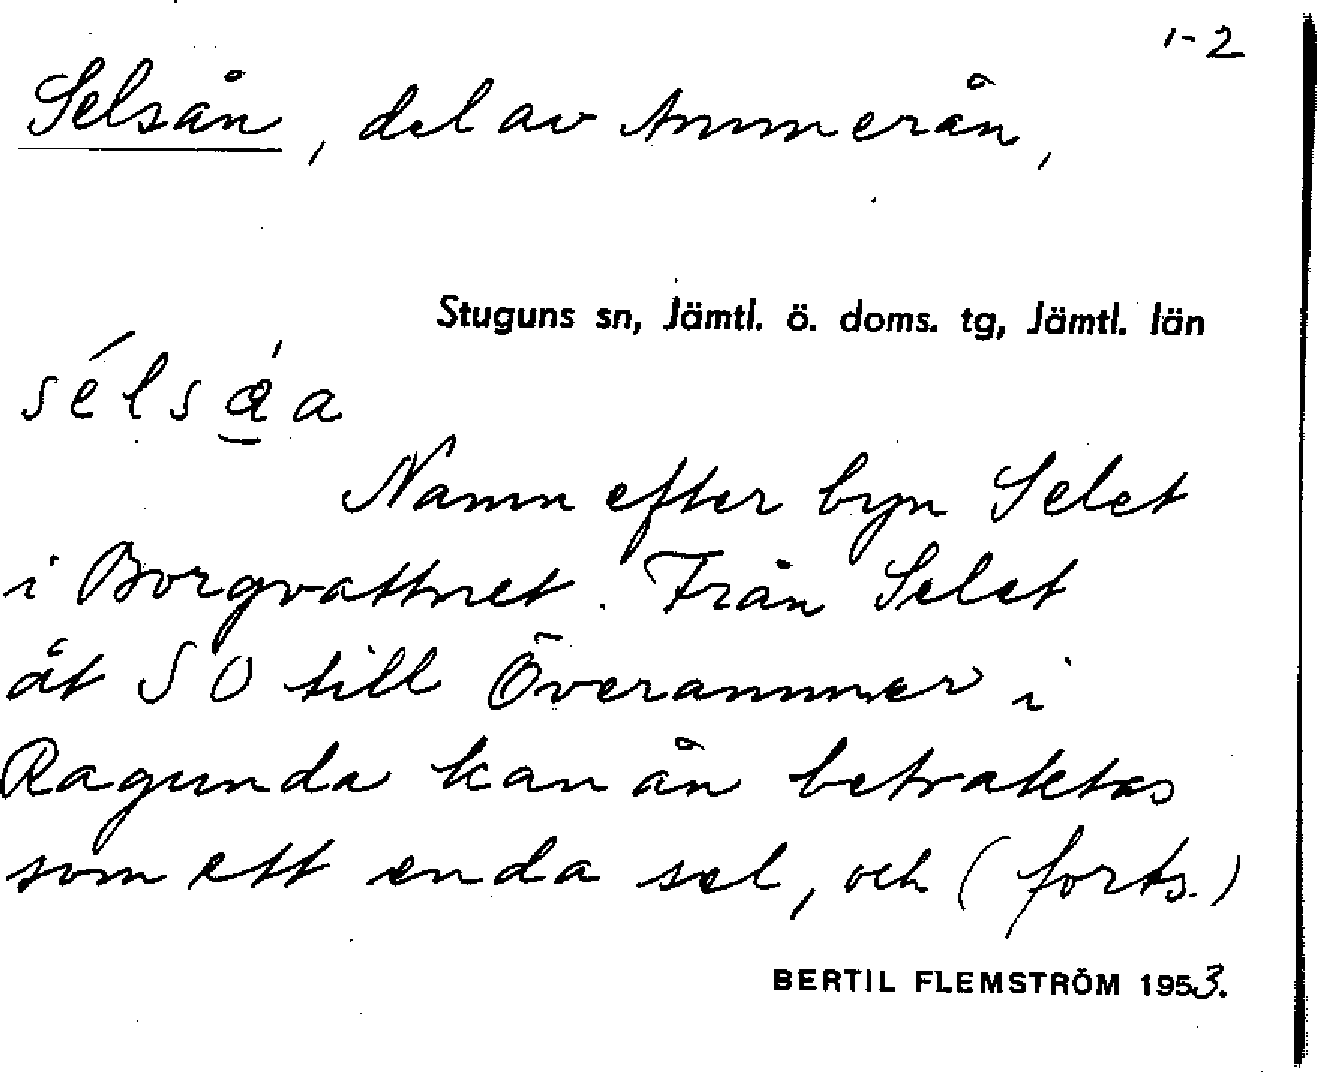 1-2
Selsån, del av Ammerån,
Stuguns sn, Jämtl. ö. doms. tg, Jämtl. län
Namn efter byn Selet
i Borgvattnet. Från Selet
åt SO till Överammer i
Ragunda kan ån betraktas
som ett enda sel, och (forts.)
BERTIL FLEMSTRÖM 1953.